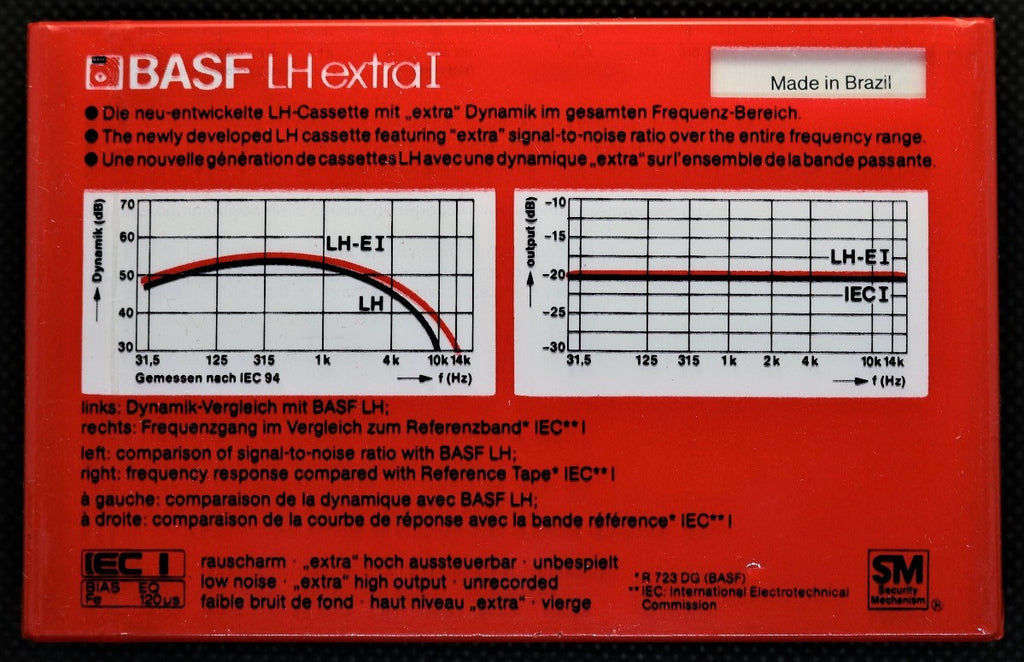 BASF LH extra I
Made in Brazil
● Die neu-entwickelte LH-Cassette mit „extra“ Dynamik im gesamten Frequenz-Bereich.
● The newly developed LH cassette featuring “extra” signal-to-noise ratio over the entire frequency range.
● Une nouvelle génération de cassettes LH avec une dynamique „extra“ sur l'ensemble de la bande passante.
Dynamik (dB)
70
60
50
40
30
LH-E I
LH
31,5 125 315 1k 4k 10k 14k
Gemessen nach IEC 94
f (Hz)
output (dB)
-10
-15
-20
-25
-30
LH-E I
IEC I
31,5 125 315 1k 2k 4k 10k 14k
f (Hz)
links: Dynamik-Vergleich mit BASF LH;
rechts: Frequenzgang im Vergleich zum Referenzband* IEC** I
left: comparison of signal-to-noise ratio with BASF LH;
right: frequency response compared with Reference Tape* IEC** I
à gauche: comparaison de la dynamique avec BASF LH;
à droite: comparaison de la courbe de réponse avec la bande référence* IEC** I
IEC I
BIAS EQ
Fe 120 µs
rauscharm · „extra“ hoch aussteuerbar · unbespielt
low noise · „extra“ high output · unrecorded
faible bruit de fond · haut niveau „extra“ · vierge
* R 723 DG (BASF)
** IEC: International Electrotechnical
Commission
SM
Security
Mechanism
®